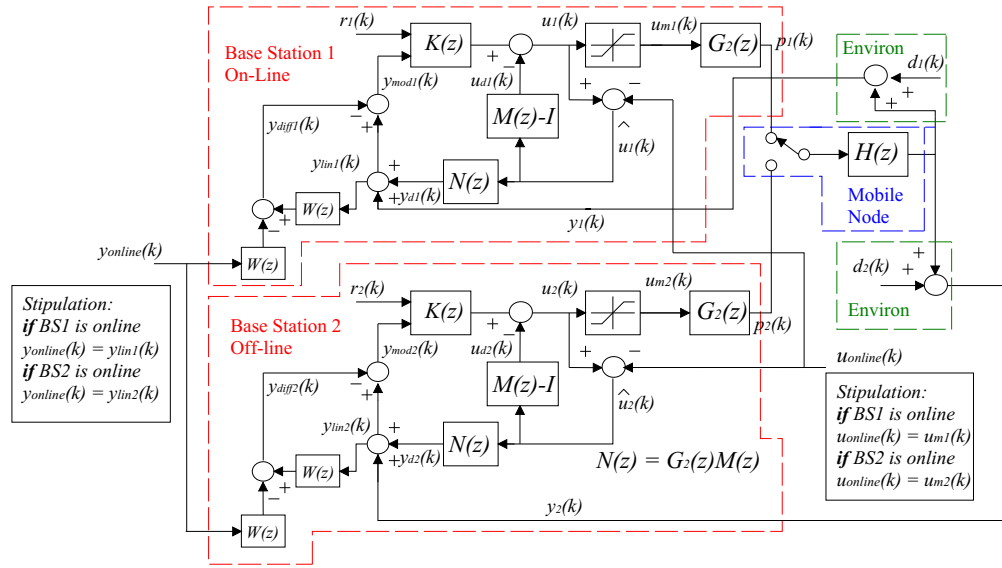 r1(k)
u1(k)
um1(k)
p1(k)
Environ
Base Station 1
On-Line
K(z)
G2(z)
d1(k)
ymod1(k)
ud1(k)
M(z)-I
û1(k)
ydiff1(k)
ylin1(k)
N(z)
H(z)
yd1(k)
W(z)
Mobile
Node
y1(k)
yonline(k)
W(z)
d2(k)
Environ
r2(k)
u2(k)
um2(k)
Base Station 2
Off-line
K(z)
G2(z)
p2(k)
Stipulation:
if BS1 is online
yonline(k) = ylin1(k)
if BS2 is online
yonline(k) = ylin2(k)
ymod2(k)
ud2(k)
M(z)-I
û2(k)
uonline(k)
ydiff2(k)
ylin2(k)
N(z)
yd2(k)
W(z)
N(z) = G2(z)M(z)
Stipulation:
if BS1 is online
uonline(k) = um1(k)
if BS2 is online
uonline(k) = um2(k)
y2(k)
W(z)